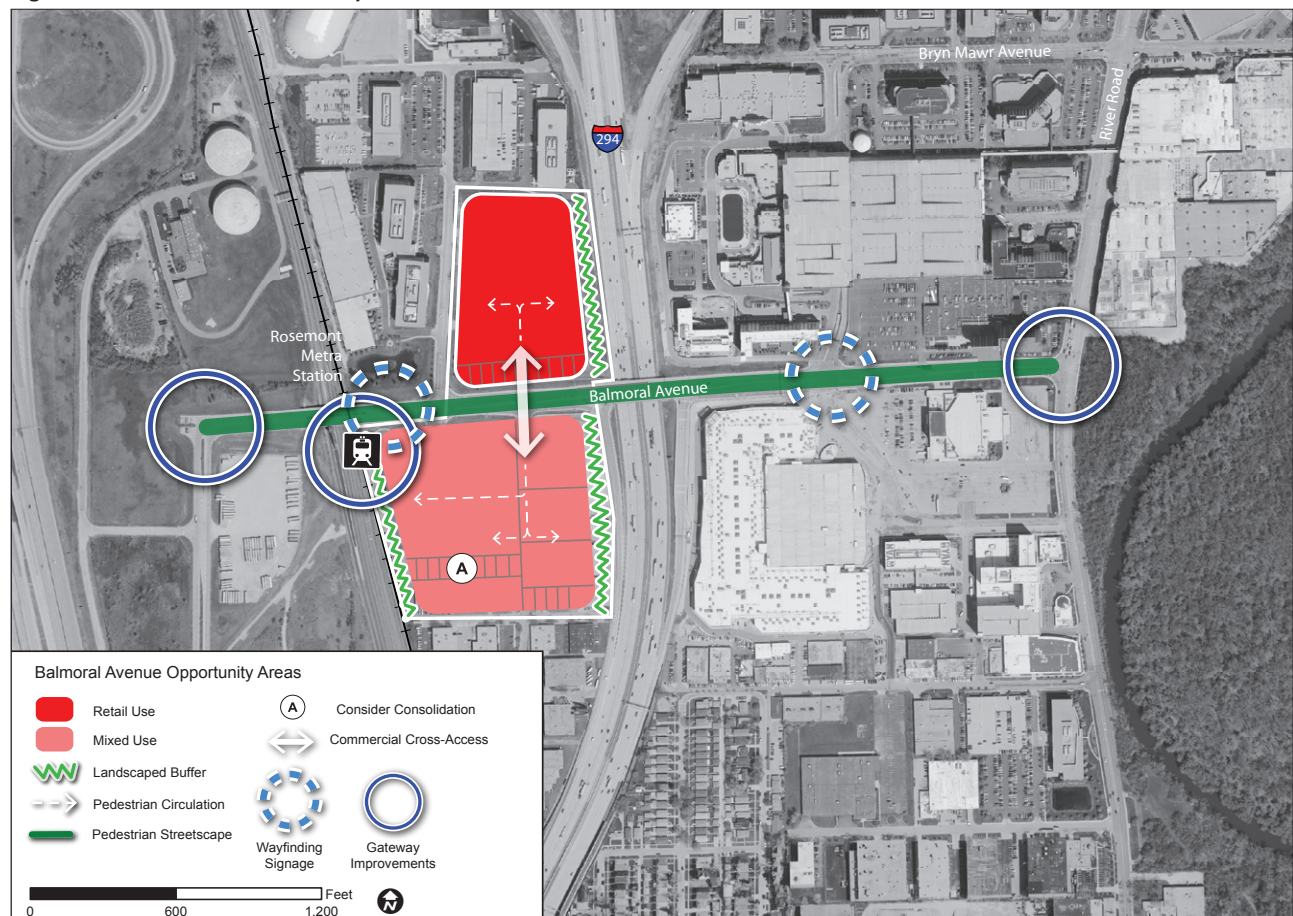 Bryn Mawr Avenue
River Road
294
Rosemont
Metra
Station
Balmoral Avenue
A
Balmoral Avenue Opportunity Areas
Retail Use
Mixed Use
Landscaped Buffer
Pedestrian Circulation
Pedestrian Streetscape
A
Consider Consolidation
Commercial Cross-Access
Wayfinding
Signage
Gateway
Improvements
Feet
0
600
1,200
N